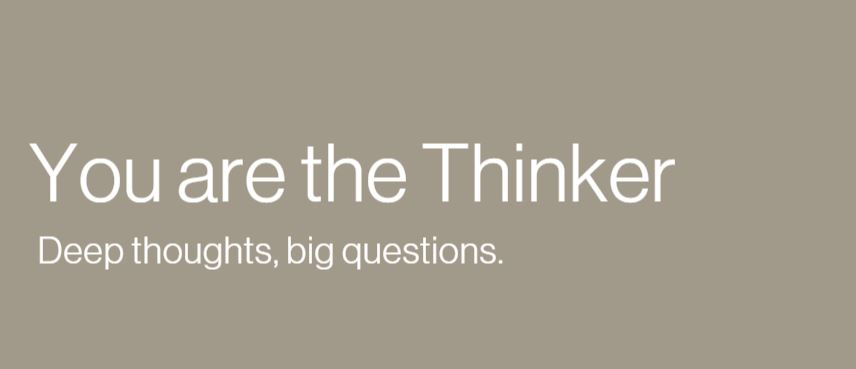 You are the Thinker
Deep thoughts, big questions.